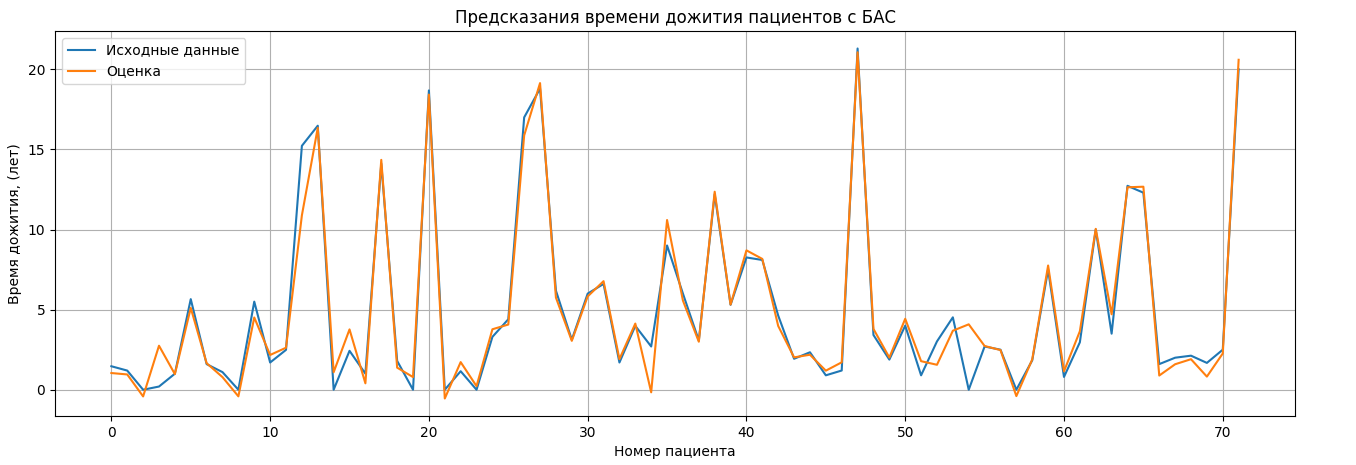 Предсказания времени дожития пациентов с БАС
Исходные данные
Оценка
Время дожития, (лет)
20
15
10
5
0
0 10 20 30 40 50 60 70
Номер пациента